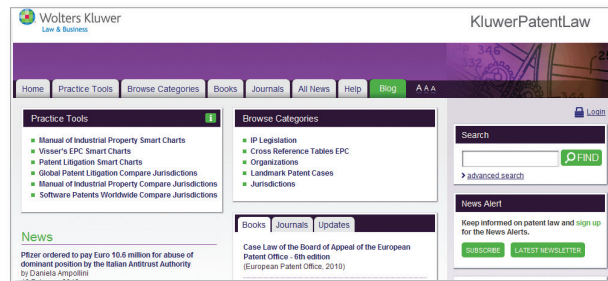 Wolters Kluwer
Law & Business
KluwerPatentLaw
Home
Practice Tools
Browse Categories
Books
Journals
All News
Help
Blog
A A A
Login
Practice Tools
i
Manual of Industrial Property Smart Charts
Visser's EPC Smart Charts
Patent Litigation Smart Charts
Global Patent Litigation Compare Jurisdictions
Manual of Industrial Property Compare Jurisdictions
Software Patents Worldwide Compare Jurisdictions
Browse Categories
IP Legislation
Cross Reference Tables EPC
Organizations
Landmark Patent Cases
Jurisdictions
Search
FIND
advanced search
News Alert
Keep informed on patent law and sign up
for the News Alerts.
SUBSCRIBE
LATEST NEWSLETTER
News
Pfizer ordered to pay Euro 10.6 million for abuse of
dominant position by the Italian Antitrust Authority
by Daniela Ampollini
Books
Journals
Updates
Case Law of the Board of Appeal of the European
Patent Office - 6th edition
(European Patent Office, 2010)